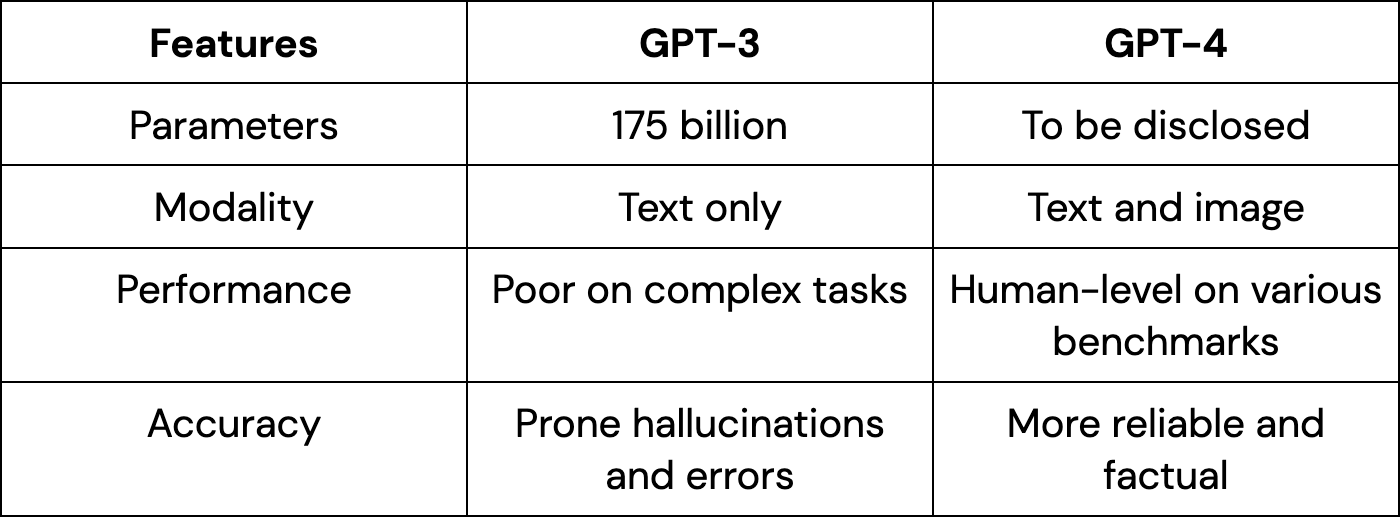 Features GPT-3 GPT-4
Parameters 175 billion To be disclosed
Modality Text only Text and image
Performance Poor on complex tasks Human-level on various
benchmarks
Accuracy Prone hallucinations More reliable and
and errors factual